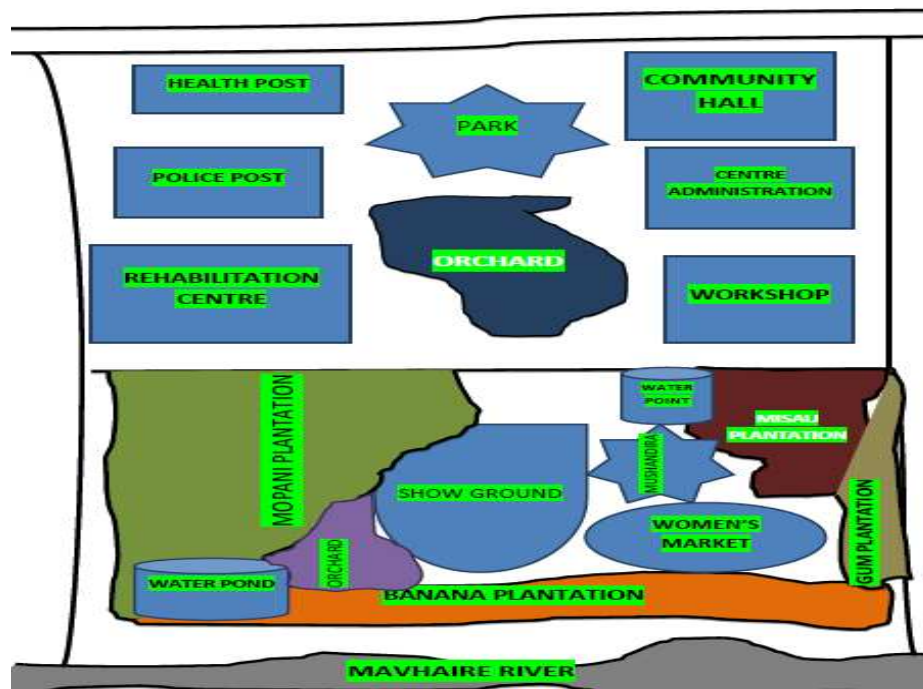 HEALTH POST
PARK
COMMUNITY
HALL
POLICE POST
CENTRE
ADMINISTRATION
ORCHARD
REHABILITATION
CENTRE
WORKSHOP
MOPANI PLANTATION
WATER
POINT
MISAU
PLANTATION
MUSHANDIRA
SHOW GROUND
WOMEN'S
MARKET
GUM PLANTATION
ORCHARD
WATER POND
BANANA PLANTATION
MAVHAIRE RIVER